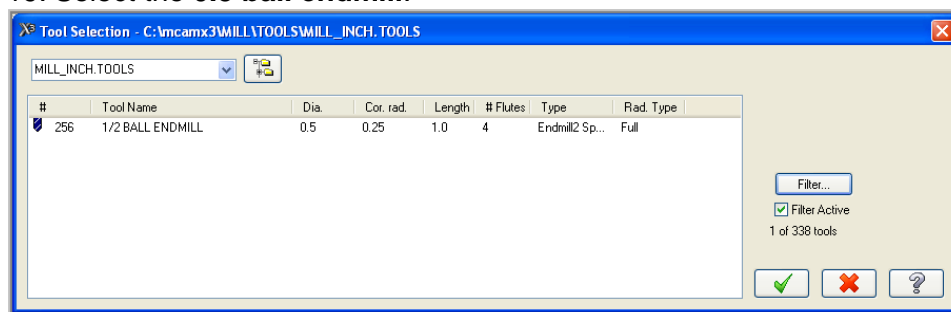 Tool Selection - C:\mcamx3\MILL\TOOLS\MILL_INCH.TOOLS
MILL_INCH.TOOLS
# Tool Name Dia. Cor. rad. Length # Flutes Type Rad. Type
256 1/2 BALL ENDMILL 0.5 0.25 1.0 4 Endmill2 Sp... Full
Filter...
Filter Active
1 of 338 tools